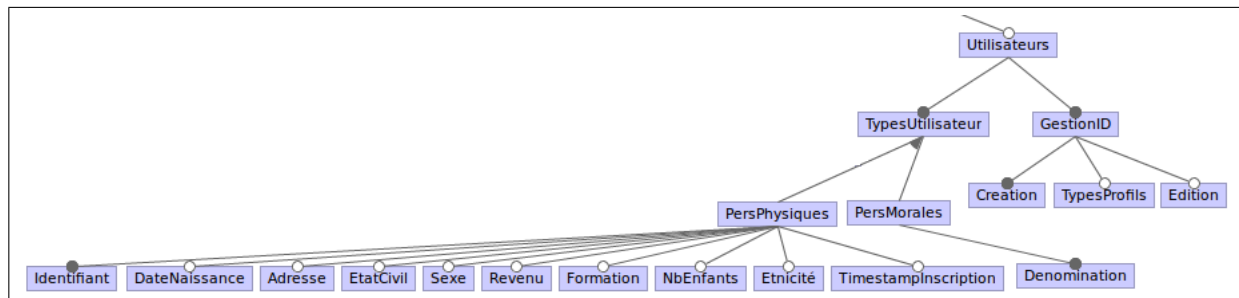 Utilisateurs
TypesUtilisateur GestionID
Creation TypesProfils Edition
PersPhysiques PersMorales
Identifiant DateNaissance Adresse EtatCivil Sexe Revenu Formation NbEnfants Etnicité TimestampInscription Denomination